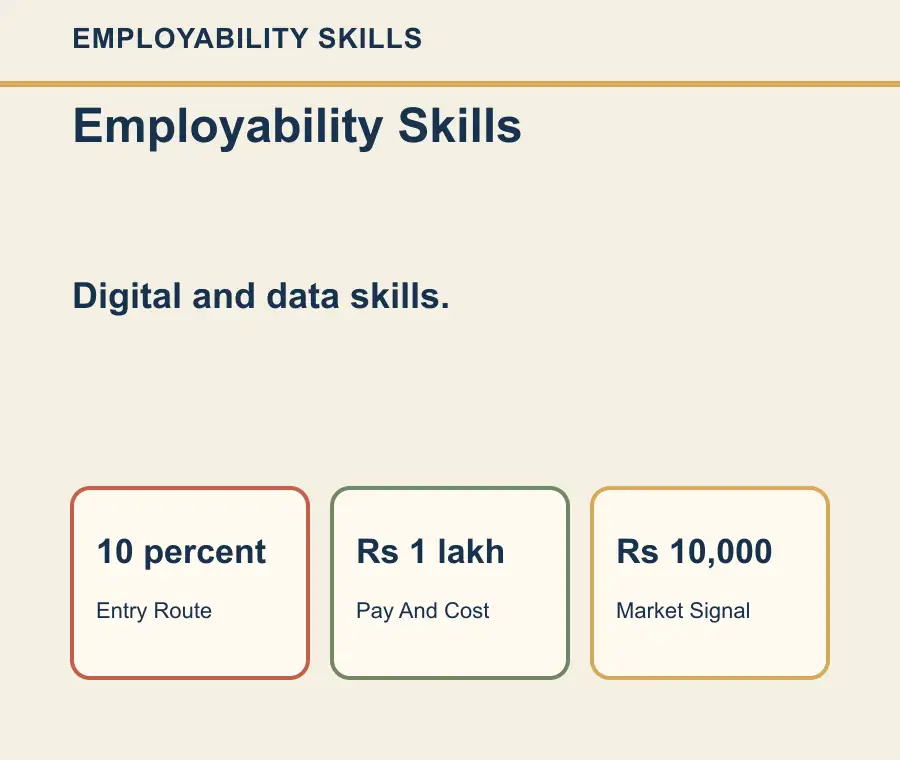 EMPLOYABILITY SKILLS
Employability Skills
Digital and data skills.
10 percent
Entry Route
Rs 1 lakh
Pay And Cost
Rs 10,000
Market Signal